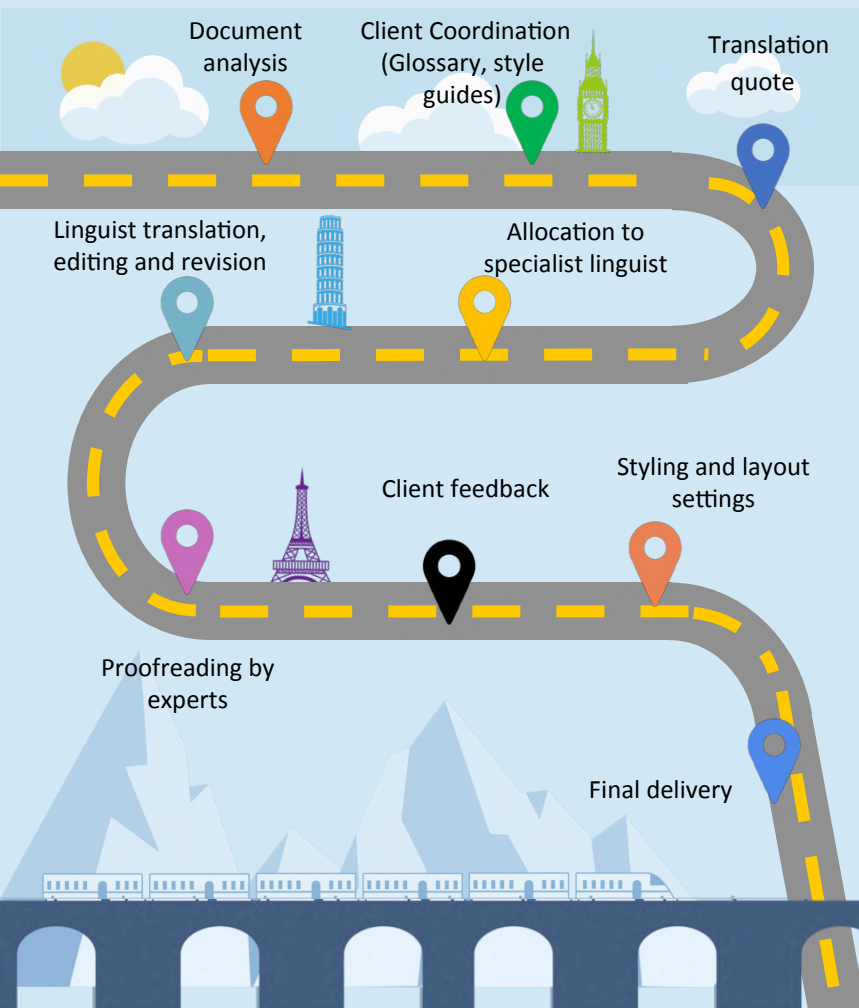 Document
analysis
Client Coordination
(Glossary, style
guides)
Translation
quote
Allocation to
specialist linguist
Linguist translation,
editing and revision
Proofreading by
experts
Client feedback
Styling and layout
settings
Final delivery